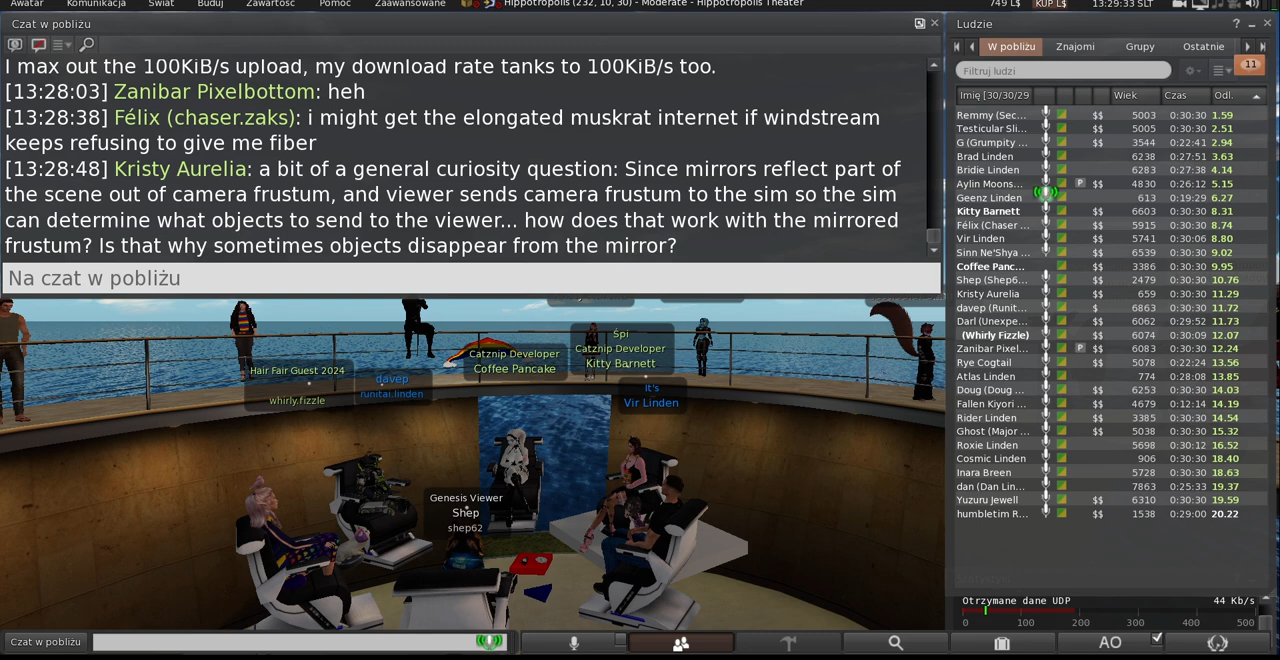 Awatar Komunikacja Świat Buduj Zawartość Pomoc Zaawansowane Hippotropolis (232, 10, 30) - Moderate - Hippotropolis Theater 749 L$ KUP L$ 13:29:33 SLT
Czat w pobliżu
I max out the 100KiB/s upload, my download rate tanks to 100KiB/s too.
[13:28:03] Zanibar Pixelbottom: heh
[13:28:38] Félix (chaser.zaks): i might get the elongated muskrat internet if windstream
keeps refusing to give me fiber
[13:28:48] Kristy Aurelia: a bit of a general curiosity question: Since mirrors reflect part of
the scene out of camera frustum, and viewer sends camera frustum to the sim so the sim
can determine what objects to send to the viewer... how does that work with the mirrored
frustum? Is that why sometimes objects disappear from the mirror?
Na czat w pobliżu
Hair Fair Guest 2024
whirly.fizzle
davep
runitai.linden
Catznip Developer
Coffee Pancake
Śpi
Catznip Developer
Kitty Barnett
It's
Vir Linden
Genesis Viewer
Shep
shep62
Czat w pobliżu
AO
Ludzie
W pobliżu Znajomi Grupy Ostatnie
Filtruj ludzi
11
Imię [30/30/29 Wiek Czas Odl.
Remmy (Sec... $$ 5003 0:30:30 1.59
Testicular Sli... $$ 5005 0:30:30 2.51
G (Grumpity ... $$ 3544 0:22:41 2.94
Brad Linden 6238 0:27:51 3.63
Bridie Linden 6283 0:27:38 4.14
Aylin Moons... P $$ 4830 0:26:12 5.15
Geenz Linden 613 0:19:29 6.27
Kitty Barnett $$ 6603 0:30:30 8.31
Félix (Chaser ... $$ 5915 0:30:30 8.74
Vir Linden $$ 5741 0:30:06 8.80
Sinn Ne'Shya ... $$ 6539 0:30:30 9.02
Coffee Panc... $$ 3386 0:30:30 9.95
Shep (Shep6... $$ 2479 0:30:30 10.76
Kristy Aurelia $$ 659 0:30:30 11.29
davep (Runit... $ 6863 0:30:30 11.72
Darl (Unexpe... $$ 6062 0:29:52 11.73
(Whirly Fizzle) $$ 6074 0:30:09 12.07
Zanibar Pixel... P $$ 6083 0:30:30 12.24
Rye Cogtail $$ 5078 0:22:24 13.56
Atlas Linden 774 0:28:08 13.85
Doug (Doug ... $$ 6253 0:30:30 14.03
Fallen Kiyori ... $$ 4679 0:12:14 14.19
Rider Linden $$ 3385 0:30:30 14.54
Ghost (Major ... $$ 5038 0:30:30 15.32
Roxie Linden 5698 0:30:12 16.52
Cosmic Linden 906 0:30:30 18.40
Inara Breen 5728 0:30:30 18.63
dan (Dan Lin... 7863 0:25:33 19.37
Yuzuru Jewell $$ 6310 0:30:30 19.59
humbletim R... $$ 1538 0:29:00 20.22
Otrzymane dane UDP 44 Kb/s
0 100 200 300 400 500